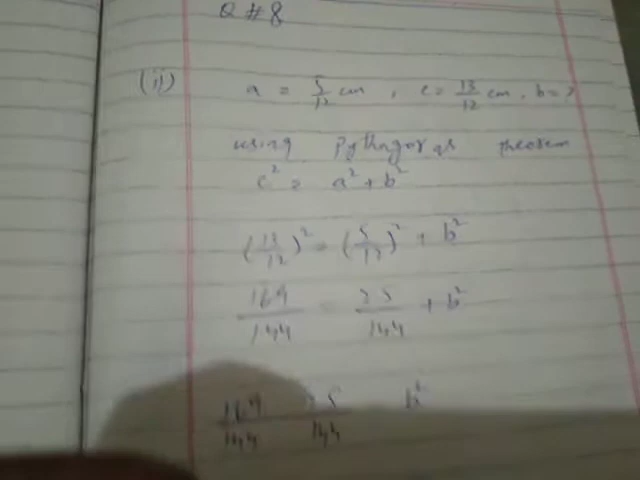 Q # 8
(ii) a = 5/12 cm, c = 13/12 cm, b = ?
using pythagoras theorem
c² = a² + b²
(13/12)² = (5/12)² + b²
169/144 = 25/144 + b²
169/144 25/144 b²